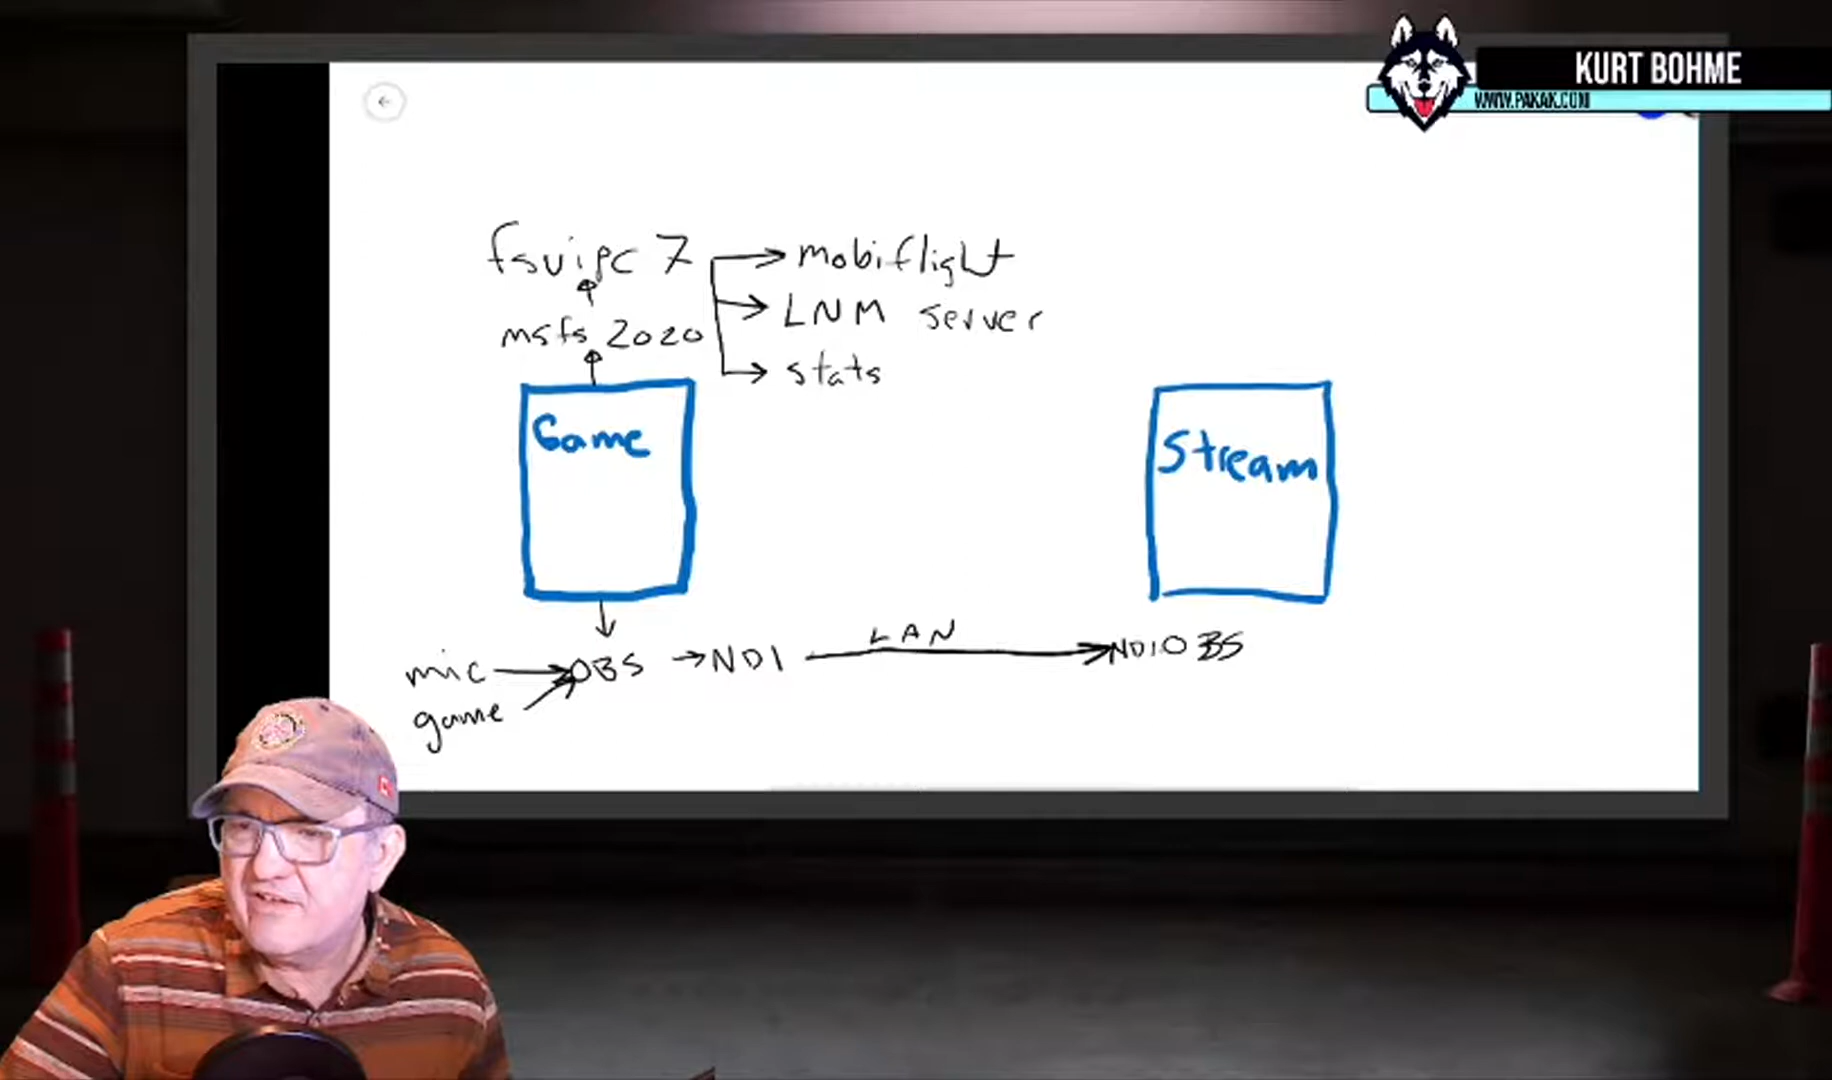 KURT BOHME
WWW.PAKAK.COM
fsuipc 7
mobiflight
LNM server
msfs 2020
stats
Game
Stream
LAN
mic
OBS
NDI
NDI OBS
game